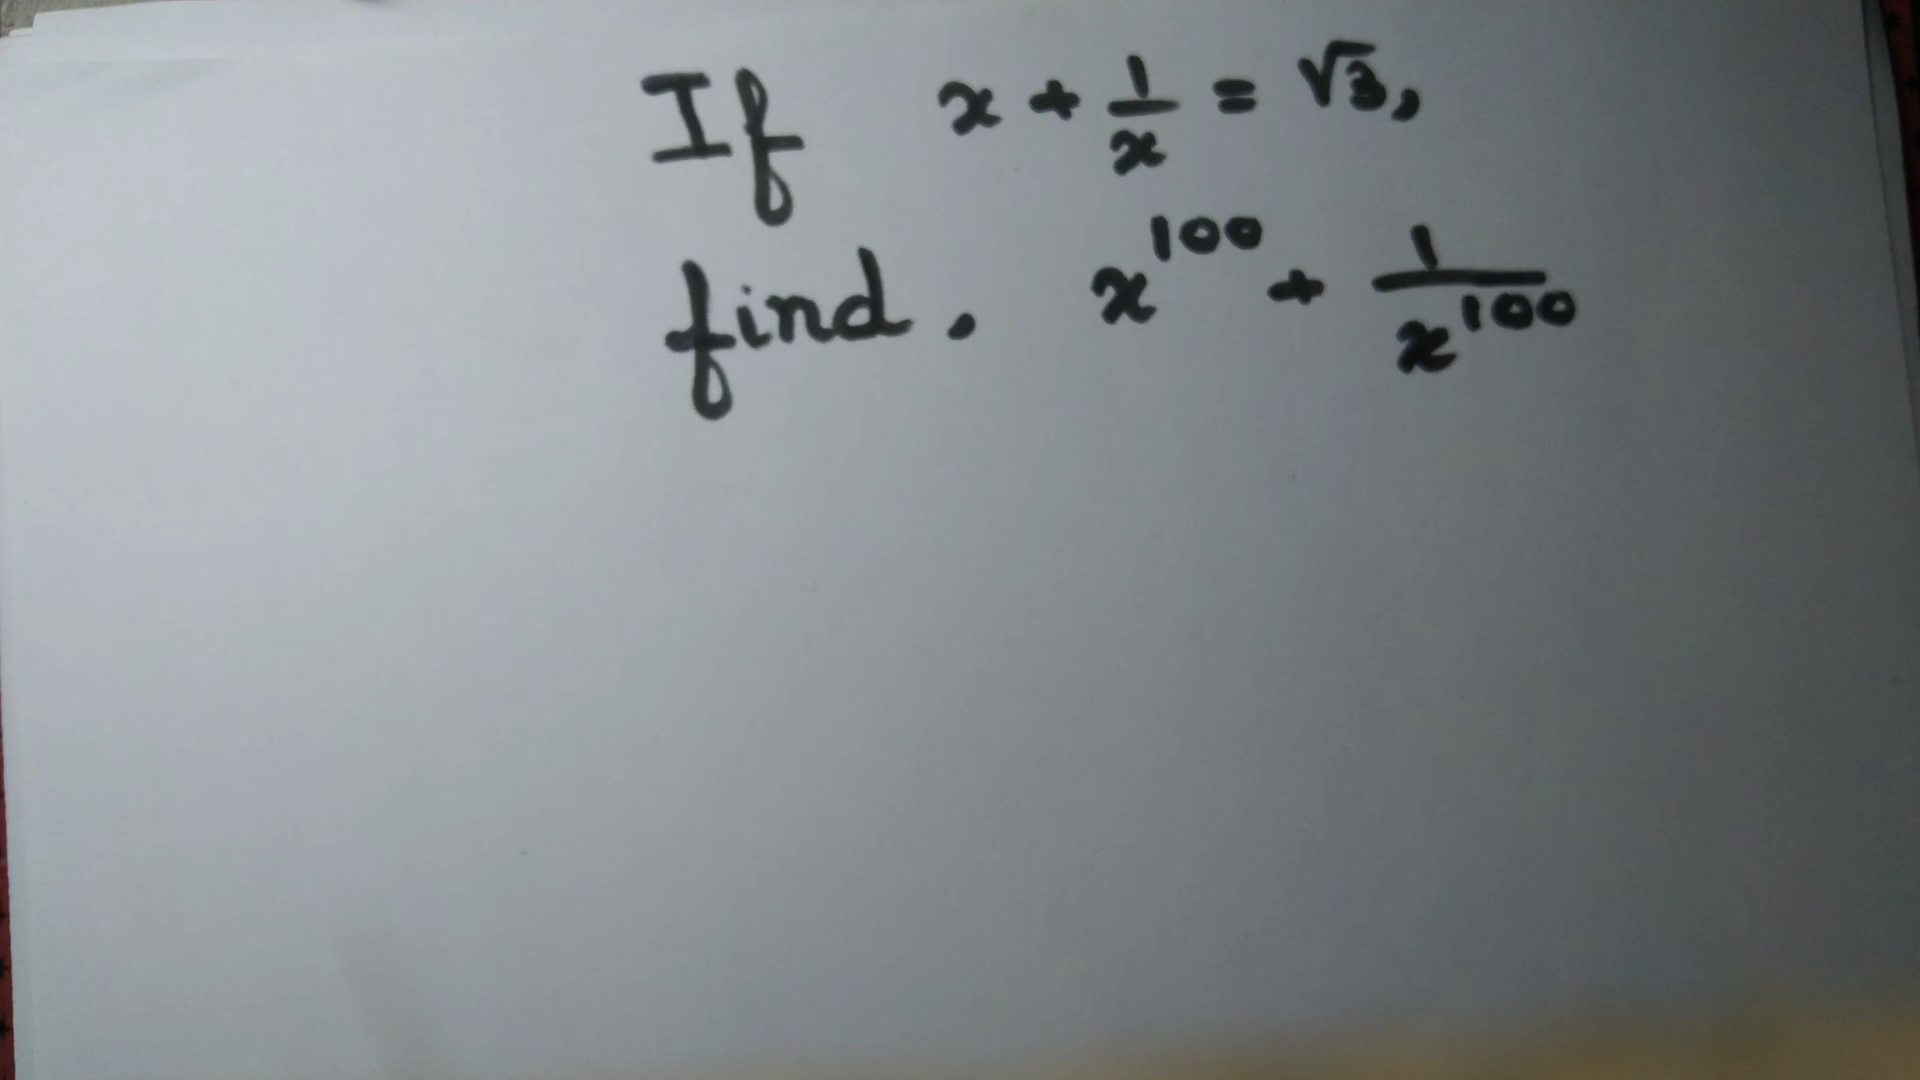 If x + 1/x = √3,
find. x^100 + 1/x^100